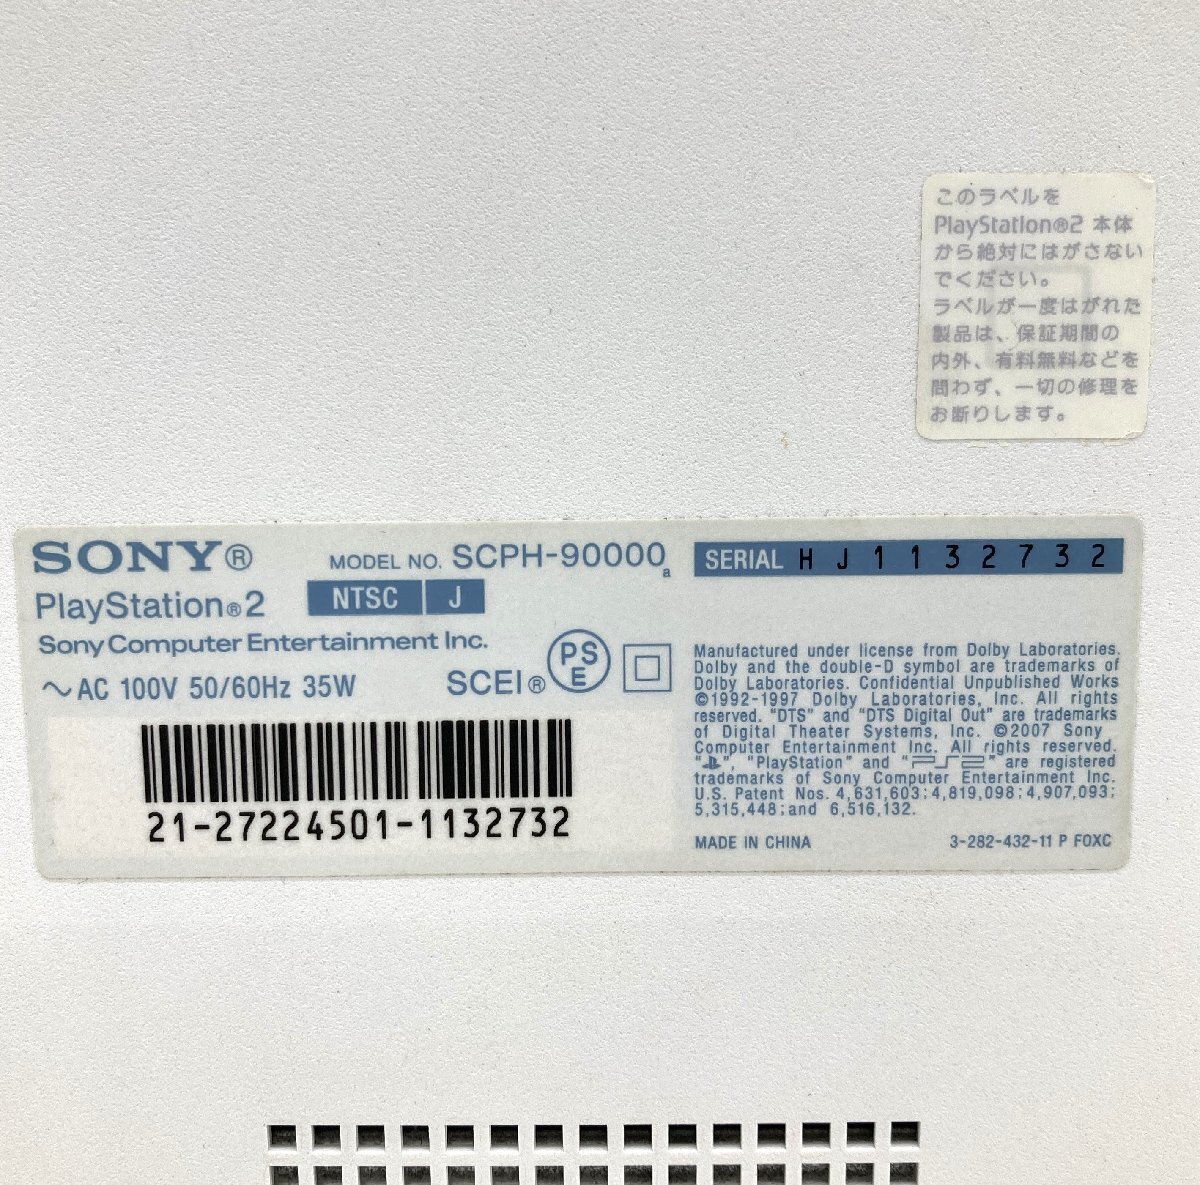 このラベルを
PlayStation®2 本体
から絶対にはがさない
でください。
ラベルが一度はがれた
製品は、保証期間の
内外、有料無料などを
問わず、一切の修理を
お断りします。
SONY® MODEL NO. SCPH-90000a SERIAL HJ1132732
PlayStation®2 NTSC J
Sony Computer Entertainment Inc.
~AC 100V 50/60Hz 35W SCEI® PSE
21-27224501-1132732
Manufactured under license from Dolby Laboratories.
Dolby and the double-D symbol are trademarks of
Dolby Laboratories. Confidential Unpublished Works
©1992-1997 Dolby Laboratories, Inc. All rights
reserved. "DTS" and "DTS Digital Out" are trademarks
of Digital Theater Systems, Inc. ©2007 Sony
Computer Entertainment Inc. All rights reserved.
"", "PlayStation" and "PS2" are registered
trademarks of Sony Computer Entertainment Inc.
U.S. Patent Nos. 4,631,603;4,819,098;4,907,093;
5,315,448;and 6,516,132.
MADE IN CHINA 3-282-432-11 P FOXC